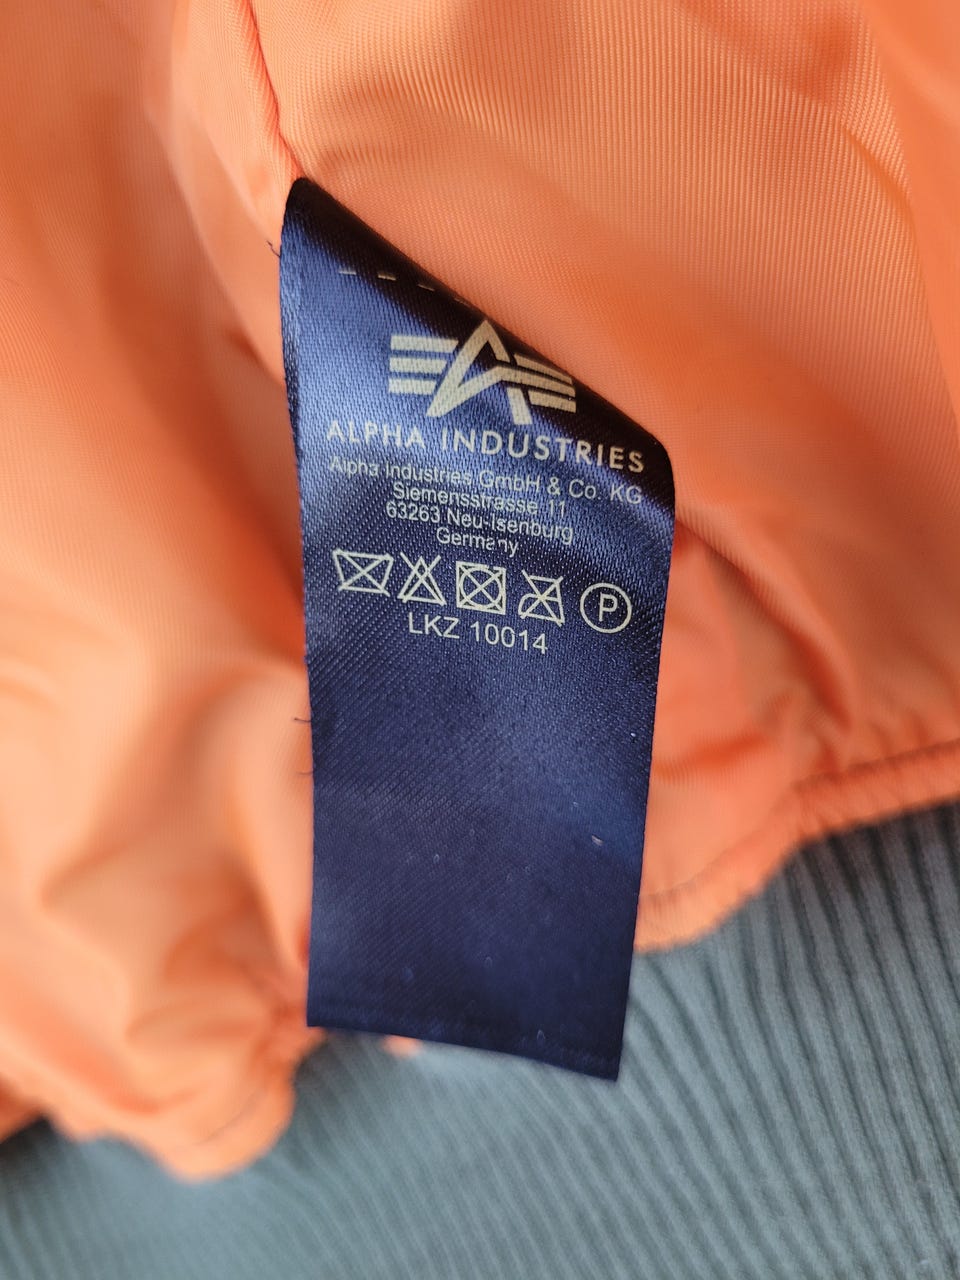 ALPHA INDUSTRIES
Alpha Industries GmbH & Co. KG
Siemensstrasse 11
63263 Neu-Isenburg
Germany
P
LKZ 10014